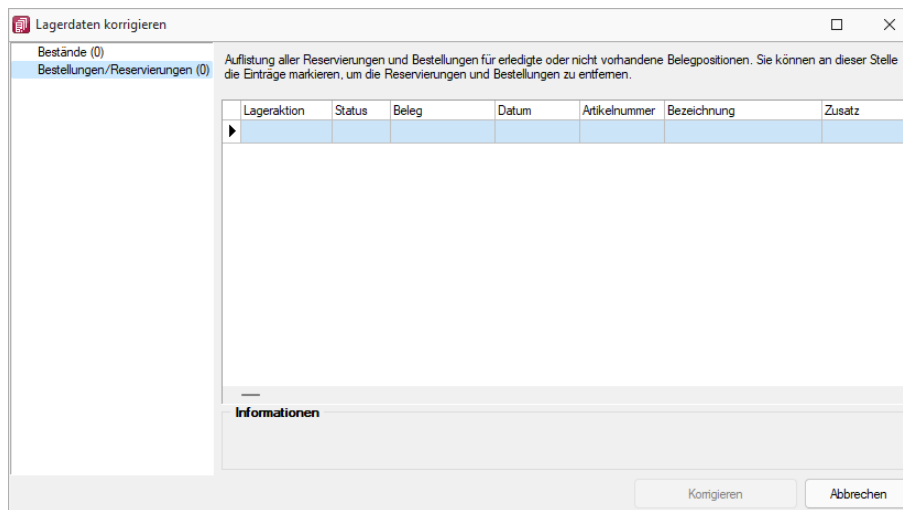 Lagerdaten korrigieren
Bestände (0)
Bestellungen/Reservierungen (0)
Auflistung aller Reservierungen und Bestellungen für erledigte oder nicht vorhandene Belegpositionen. Sie können an dieser Stelle
die Einträge markieren, um die Reservierungen und Bestellungen zu entfernen.
Lageraktion Status Beleg Datum Artikelnummer Bezeichnung Zusatz
Informationen
Korrigieren Abbrechen